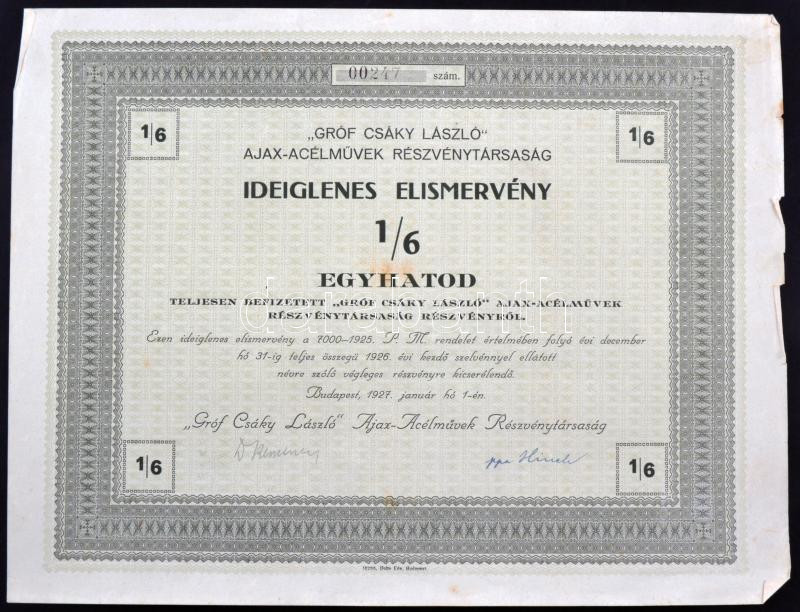 00247 szám.
1/6
1/6
„GRÓF CSÁKY LÁSZLÓ"
AJAX-ACÉLMŰVEK RÉSZVÉNYTÁRSASÁG
IDEIGLENES ELISMERVÉNY
1/6
EGYHATOD
TELJESEN BEFIZETETT „GRÓF CSÁKY LÁSZLÓ" AJAX-ACÉLMŰVEK
RÉSZVÉNYTÁRSASÁG RÉSZVÉNYBŐL.
Ezen ideiglenes elismervény a 7000–1925. P. M. rendelet értelmében folyó évi december
hó 31-ig teljes összegű 1926. évi kezdő szelvénnyel ellátott
névre szóló végleges részvényre kicserélendő.
Budapest, 1927. január hó 1-én.
„Gróf Csáky László" Ajax-Acélművek Részvénytársaság
ppa
1/6
1/6
Budapest.